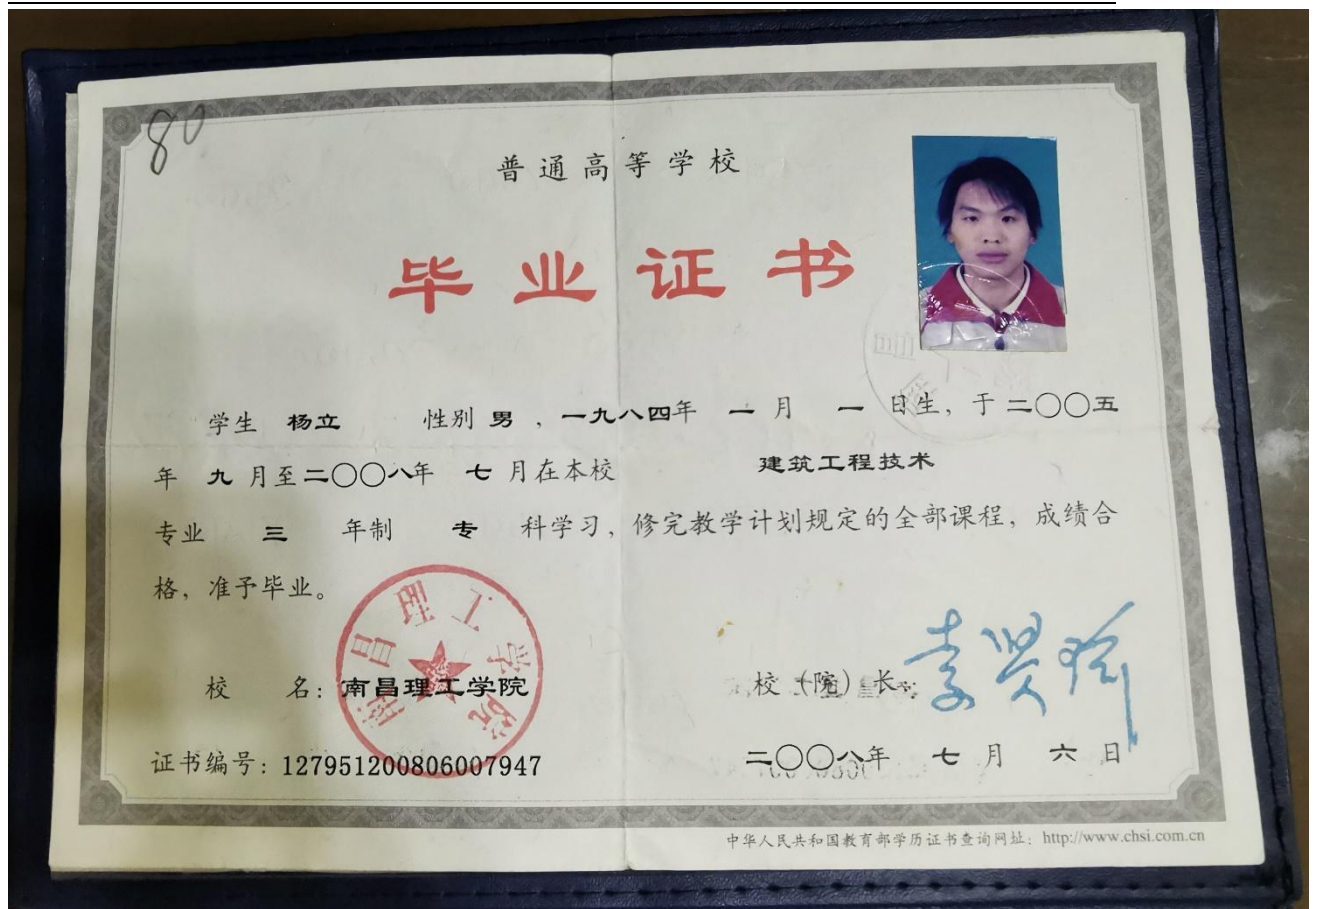 80
普通高等学校
毕业证书
学生 杨立 性别 男 ，一九八四年 一 月 一 日生，于 二〇〇五
年 九 月至二〇〇八年 七 月在本校 建筑工程技术
专业 三 年制 专 科学习，修完教学计划规定的全部课程，成绩合
格，准予毕业。
南昌理工学院
校 名：南昌理工学院 校（院）长：
证书编号：127951200806007947 二〇〇八年 七 月 六 日
中华人民共和国教育部学历证书查询网址：http://www.chsi.com.cn